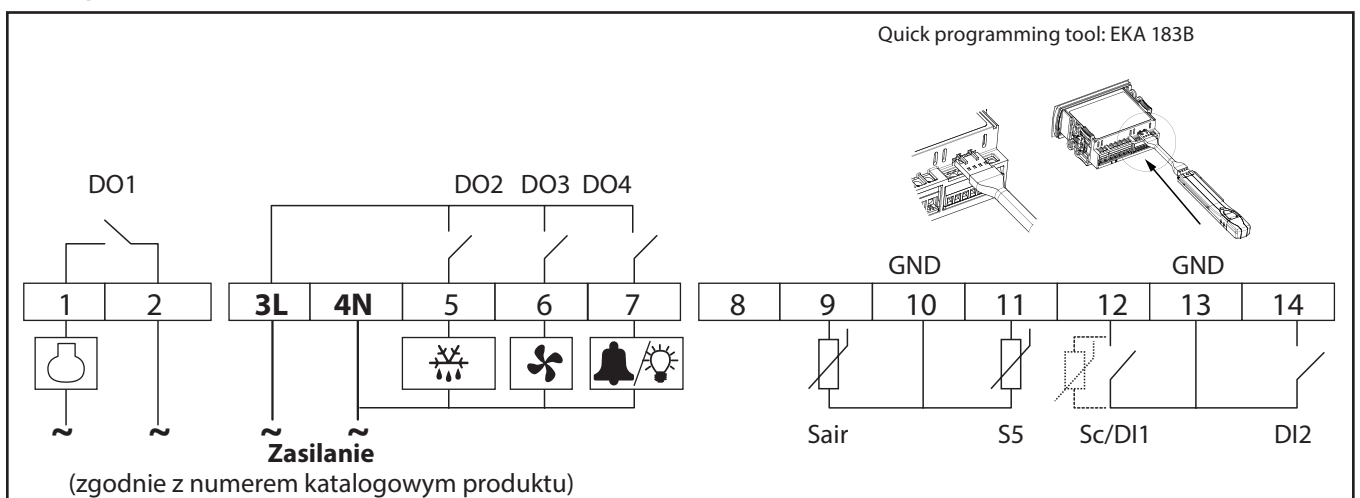 Quick programming tool: EKA 183B
DO1
DO2 DO3 DO4
GND GND
1 2 3L 4N 5 6 7 8 9 10 11 12 13 14
Sair S5 Sc/DI1 DI2
~ ~ ~ ~
Zasilanie
(zgodnie z numerem katalogowym produktu)